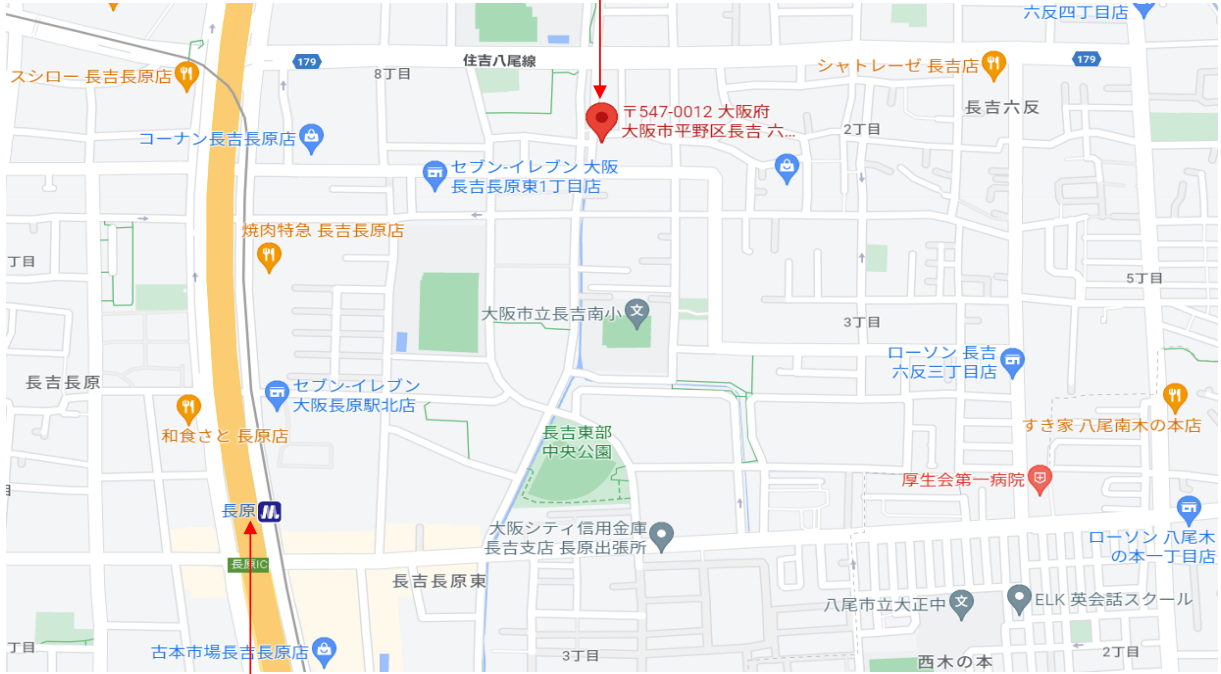 六反四丁目店
住吉八尾線
179
179
スシロー 長吉長原店
8丁目
シャトレーゼ 長吉店
長吉六反
〒547-0012 大阪府
大阪市平野区長吉 六...
2丁目
コーナン長吉長原店
セブン-イレブン 大阪
長吉長原東1丁目店
焼肉特急 長吉長原店
丁目
5丁目
大阪市立長吉南小
文
3丁目
ローソン 長吉
六反三丁目店
長吉長原
セブン-イレブン
大阪長原駅北店
和食さと 長原店
すき家 八尾南木の本店
長吉東部
中央公園
厚生会第一病院
長原
大阪シティ信用金庫
長吉支店 長原出張所
ローソン 八尾木
の本一丁目店
長原IC
長吉長原東
八尾市立大正中
文
ELK 英会話スクール
丁目
古本市場長吉長原店
3丁目
西木の本
2丁目